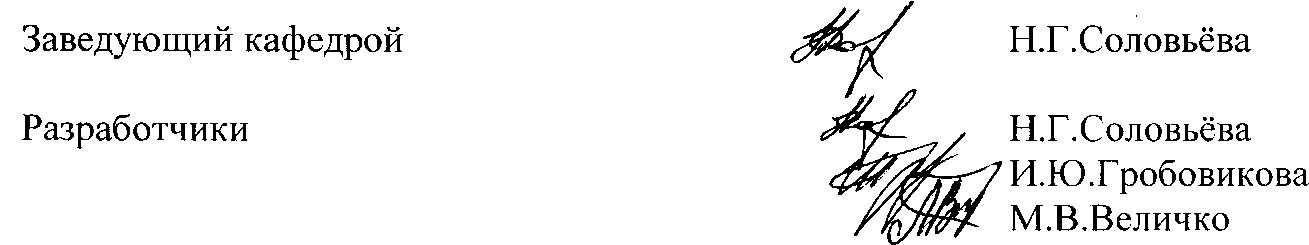 Заведующий кафедрой Н.Г.Соловьёва
Разработчики Н.Г.Соловьёва
И.Ю.Гробовикова
М.В.Величко